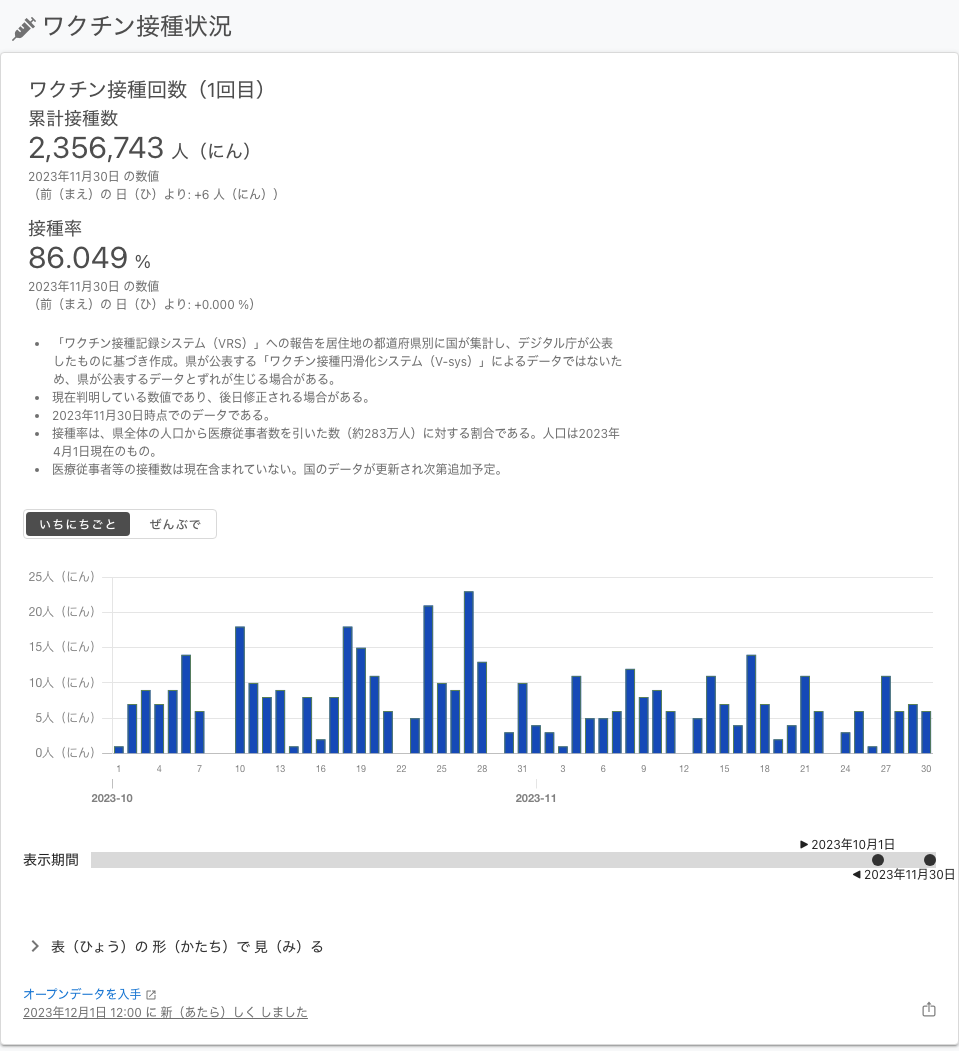 ワクチン接種状況
ワクチン接種回数（1回目）
累計接種数
2,356,743 人（にん）
2023年11月30日 の数値
（前（まえ）の 日（ひ）より: +6 人（にん））
接種率
86.049 %
2023年11月30日 の数値
（前（まえ）の 日（ひ）より: +0.000 %）
• 「ワクチン接種記録システム（VRS）」への報告を居住地の都道府県別に国が集計し、デジタル庁が公表
したものに基づき作成。県が公表する「ワクチン接種円滑化システム（V-sys）」によるデータではないた
め、県が公表するデータとずれが生じる場合がある。
• 現在判明している数値であり、後日修正される場合がある。
• 2023年11月30日時点でのデータである。
• 接種率は、県全体の人口から医療従事者数を引いた数（約283万人）に対する割合である。人口は2023年
4月1日現在のもの。
• 医療従事者等の接種数は現在含まれていない。国のデータが更新され次第追加予定。
いちにちごと ぜんぶで
25人（にん）
20人（にん）
15人（にん）
10人（にん）
5人（にん）
0人（にん）
1 4 7 10 13 16 19 22 25 28 31 3 6 9 12 15 18 21 24 27 30
2023-10 2023-11
▶ 2023年10月1日
表示期間
◀ 2023年11月30日
表（ひょう）の 形（かたち）で 見（み）る
オープンデータを入手
2023年12月1日 12:00 に 新（あたら）しく しました